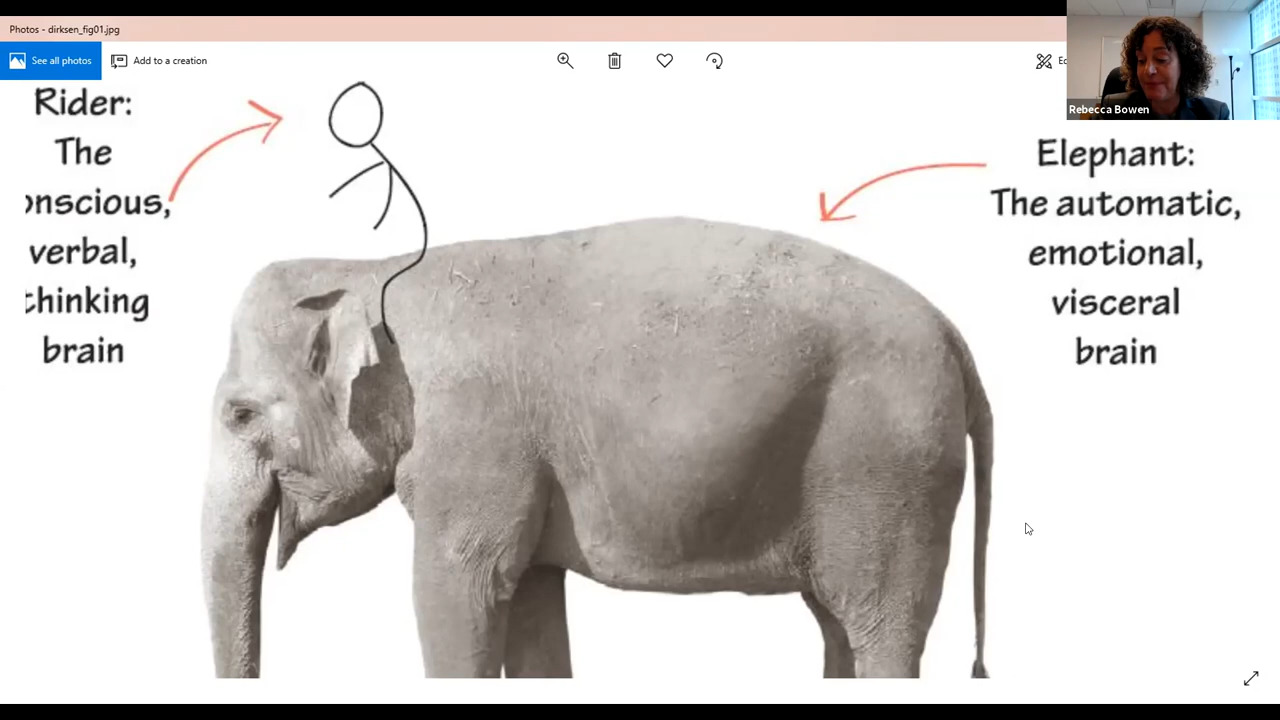 Photos - dirksen_fig01.jpg
See all photos
Add to a creation
Rebecca Bowen
Rider:
The
onscious,
verbal,
thinking
brain
Elephant:
The automatic,
emotional,
visceral
brain